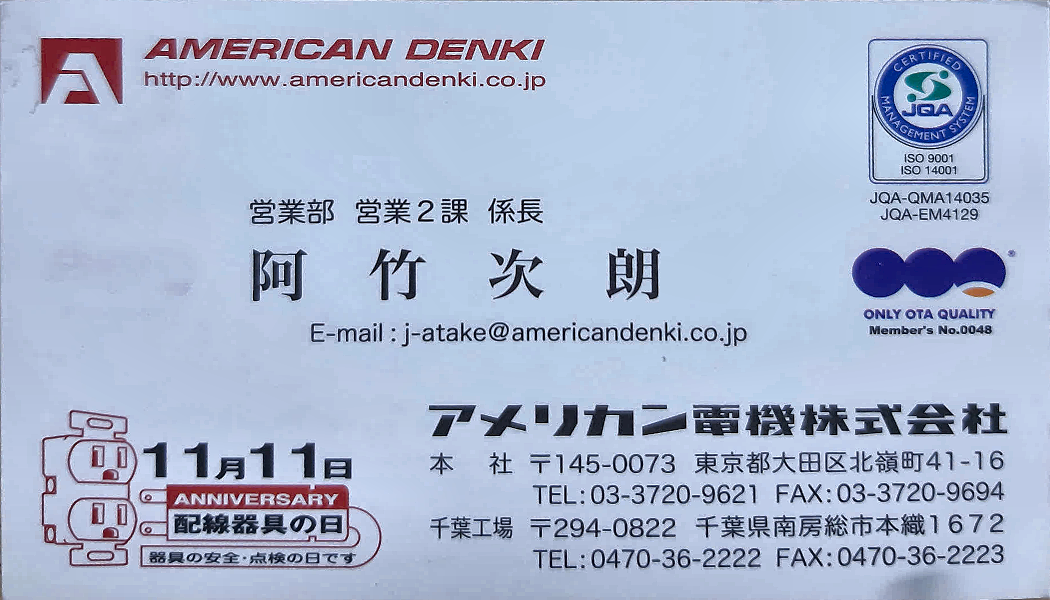 AMERICAN DENKI
http://www.americandenki.co.jp
CERTIFIED
JQA
MANAGEMENT SYSTEM
ISO 9001
ISO 14001
JQA-QMA14035
JQA-EM4129
営業部 営業2課 係長
阿竹次朗
E-mail : j-atake@americandenki.co.jp
ONLY OTA QUALITY
Member's No.0048
アメリカン電機株式会社
本 社 〒145-0073 東京都大田区北嶺町41-16
TEL:03-3720-9621 FAX:03-3720-9694
千葉工場 〒294-0822 千葉県南房総市本織1672
TEL:0470-36-2222 FAX:0470-36-2223
11月11日
ANNIVERSARY
配線器具の日
器具の安全・点検の日です